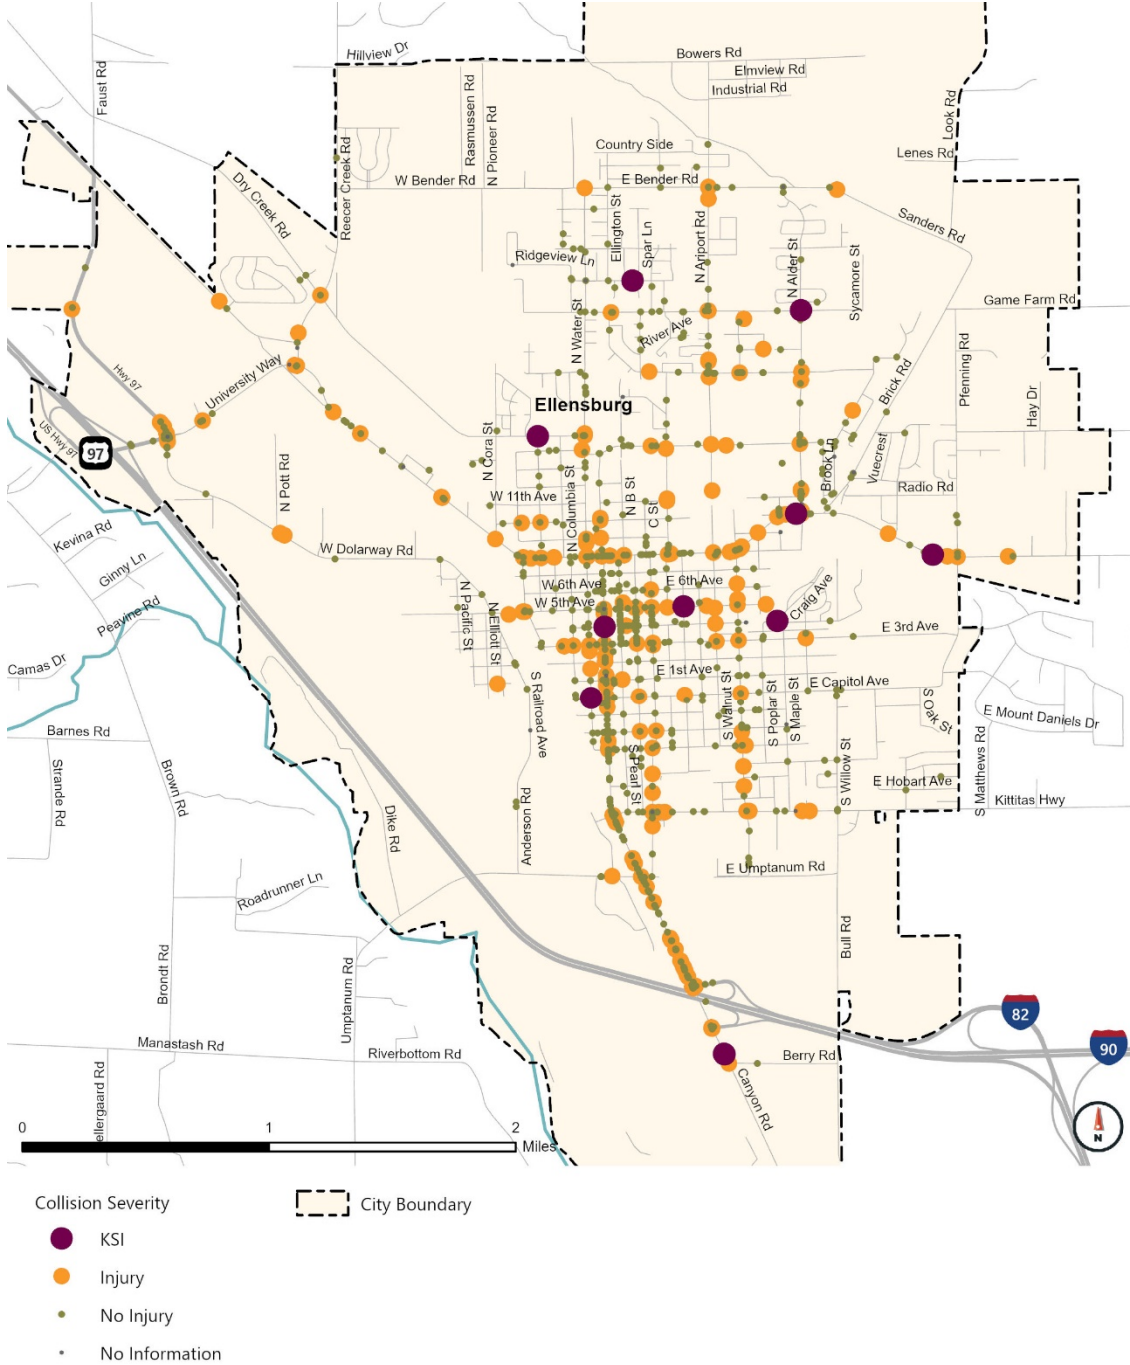 Hillview Dr
Bowers Rd
Elmview Rd
Industrial Rd
Faust Rd
Rasmussen Rd
N Pioneer Rd
Look Rd
Reecer Creek Rd
Country Side
Lenes Rd
W Bender Rd
E Bender Rd
Dry Creek Rd
Ellington St
Spar Ln
N Ariport Rd
N Alder St
Sycamore St
Sanders Rd
Ridgeview Ln
Game Farm Rd
N Water St
River Ave
Pfenning Rd
Hwy 97
University Way
Brick Rd
Hay Dr
Ellensburg
US Hwy 97
97
N Cora St
N Pott Rd
N Columbia St
Brook Ln
Vuecrest
W 11th Ave
N B St
C St
Radio Rd
Kevina Rd
Ginny Ln
W Dolarway Rd
W 6th Ave
E 6th Ave
Peavine Rd
N Pacific St
N Elliott St
W 5th Ave
Craig Ave
E 3rd Ave
Camas Dr
E 1st Ave
E Capitol Ave
S Railroad Ave
S Walnut St
S Poplar St
S Maple St
S Oak St
E Mount Daniels Dr
Barnes Rd
Strande Rd
Brown Rd
S Pearl St
S Willow St
E Hobart Ave
S Matthews Rd
Kittitas Hwy
Dike Rd
Anderson Rd
E Umptanum Rd
Roadrunner Ln
Brondt Rd
Umptanum Rd
Bull Rd
82
90
Manastash Rd
Riverbottom Rd
Berry Rd
ellergaard Rd
Canyon Rd
N
0 1 2
Miles
Collision Severity
City Boundary
KSI
Injury
No Injury
No Information